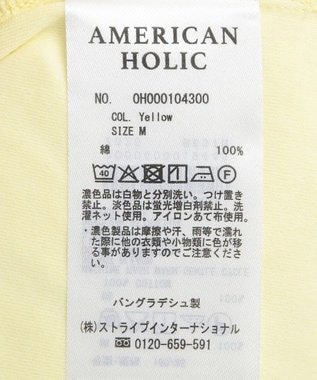 AMERICAN
HOLIC
NO. 0H000104300
COL. Yellow
SIZE M
綿 100%
40 F
濃色品は白物と分別洗い。つけ置き
禁止。淡色品は蛍光増白剤禁止。洗
濯ネット使用。アイロンあて布使用。
・濃色製品は摩擦や汗、雨等で濡れ
た際に他の衣類や小物類に色が移
る事がありますのでご注意くださ
い。
バングラデシュ製
(株)ストライプインターナショナル
0120-659-591